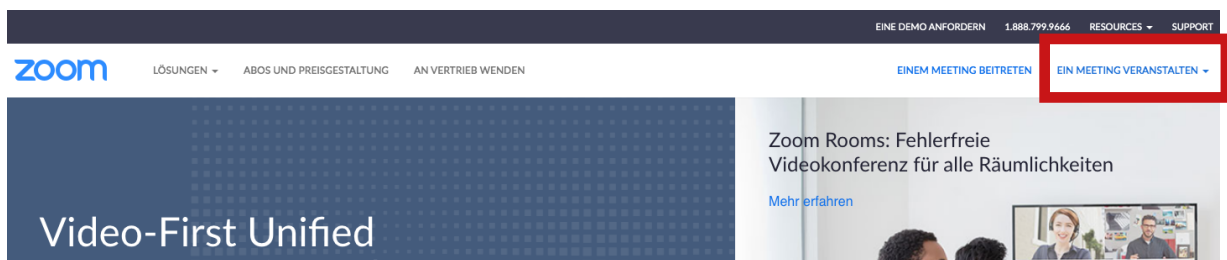 EINE DEMO ANFORDERN 1.888.799.9666 RESOURCES SUPPORT
zoom LÖSUNGEN ABOS UND PREISGESTALTUNG AN VERTRIEB WENDEN EINEM MEETING BEITRETEN EIN MEETING VERANSTALTEN
Zoom Rooms: Fehlerfreie
Videokonferenz für alle Räumlichkeiten
Mehr erfahren
Video-First Unified